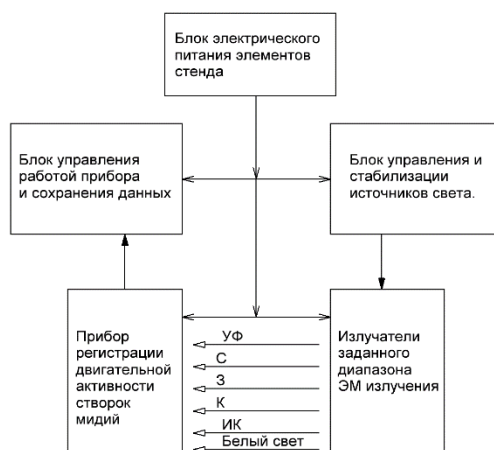 Блок электрического
питания элементов
стенда
Блок управления
работой прибора
и сохранения данных
Блок управления и
стабилизации
источников света.
Прибор
регистрации
двигательной
активности
створок
мидий
УФ
С
З
К
ИК
Белый свет
Излучатели
заданного
диапазона
ЭМ излучения